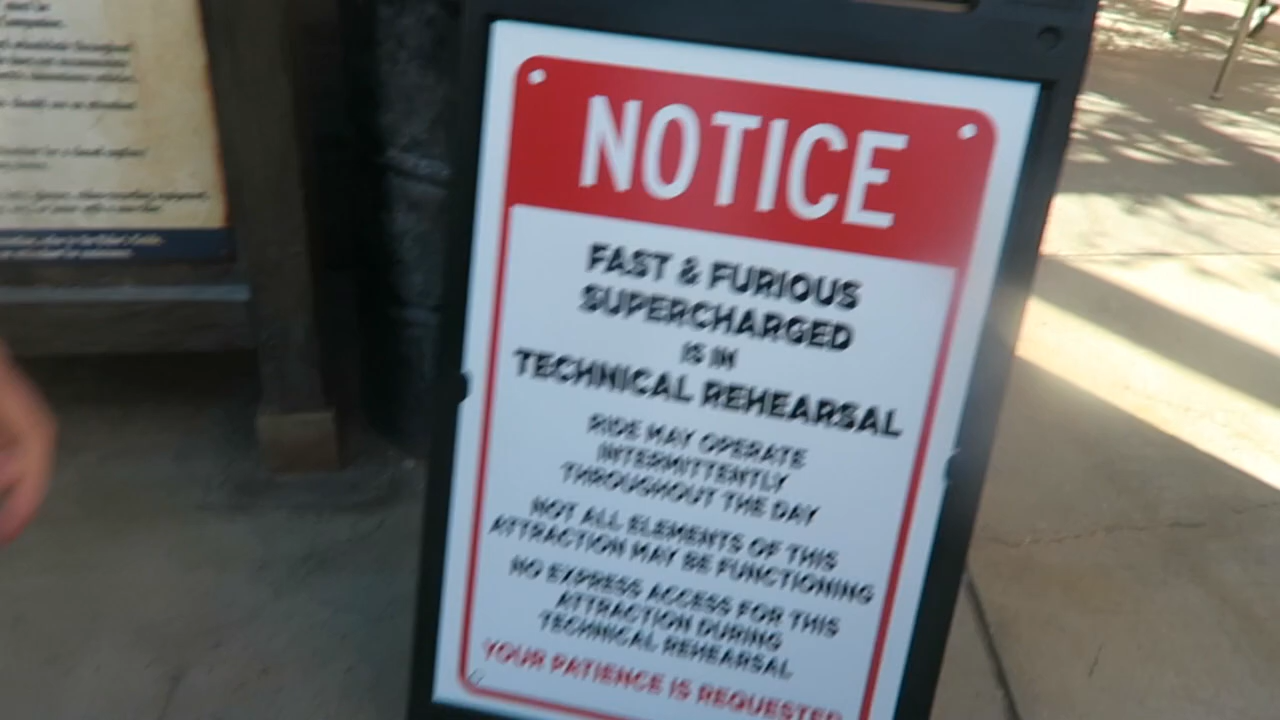 NOTICE
FAST & FURIOUS
SUPERCHARGED
IS IN
TECHNICAL REHEARSAL
RIDE MAY OPERATE
INTERMITTENTLY
THROUGHOUT THE DAY
NOT ALL ELEMENTS OF THIS
ATTRACTION MAY BE FUNCTIONING
NO EXPRESS ACCESS FOR THIS
ATTRACTION DURING
TECHNICAL REHEARSAL
YOUR PATIENCE IS REQUESTED